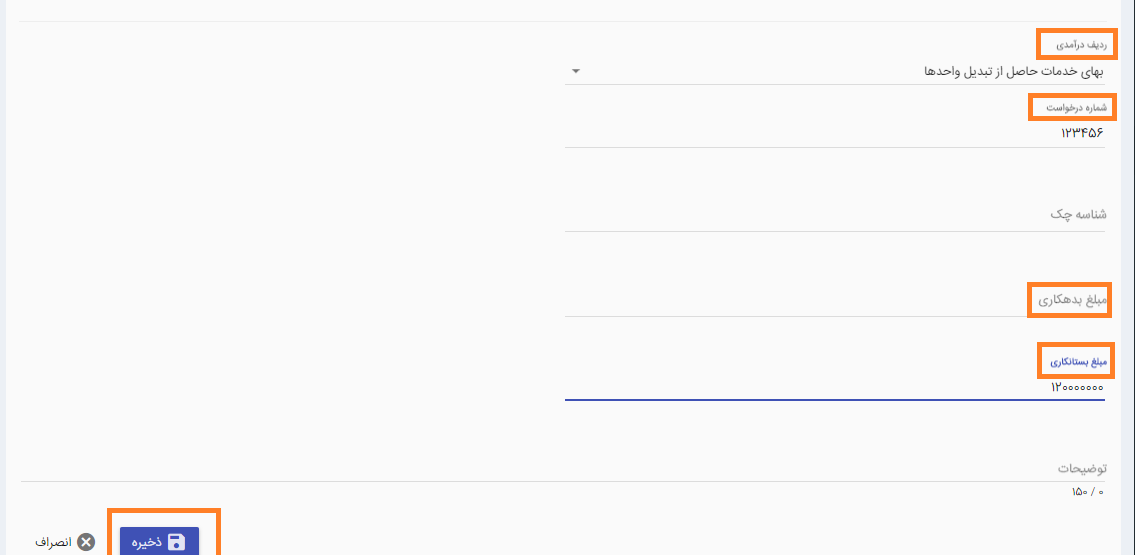 ردیف درآمدی
بهای خدمات حاصل از تبدیل واحدها
شماره درخواست
۱۲۳۴۵۶
شناسه چک
مبلغ بدهکاری
مبلغ بستانکاری
۱۲۰۰۰۰۰۰۰
توضیحات
۰ / ۱۵۰
ذخیره
انصراف